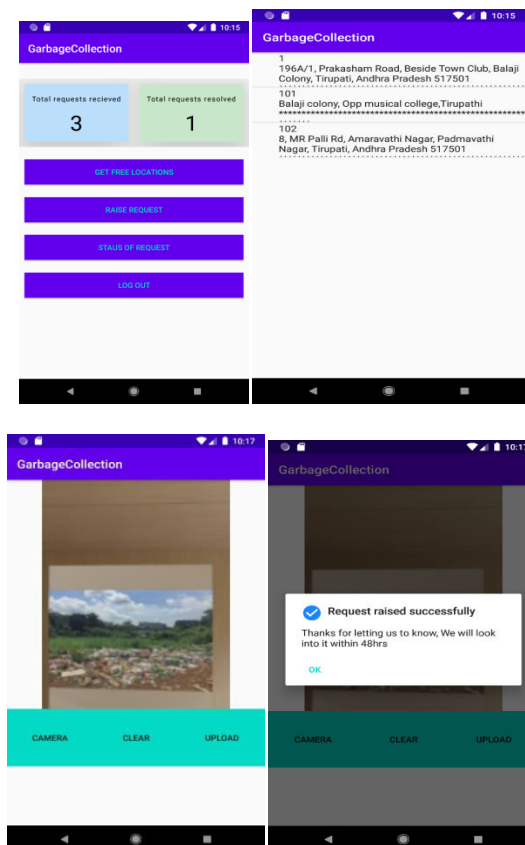 10:15
GarbageCollection
Total requests recieved
3
Total requests resolved
1
GET FREE LOCATIONS
RAISE REQUEST
STAUS OF REQUEST
LOG OUT
10:15
GarbageCollection
1
196A/1, Prakasham Road, Beside Town Club, Balaji
Colony, Tirupati, Andhra Pradesh 517501
101
Balaji colony, Opp musical college,Tirupathi
102
8, MR Palli Rd, Amaravathi Nagar, Padmavathi
Nagar, Tirupati, Andhra Pradesh 517501
10:17
GarbageCollection
CAMERA CLEAR UPLOAD
10:17
GarbageCollection
Request raised successfully
Thanks for letting us to know, We will look
into it within 48hrs
OK
CAMERA CLEAR UPLOAD